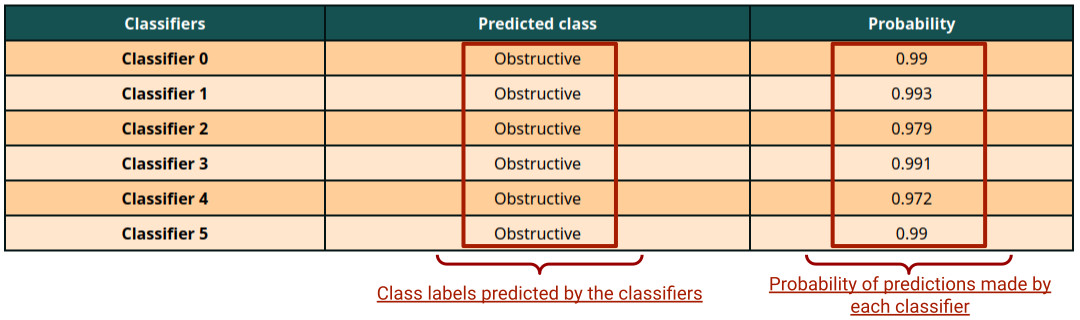 Classifiers Predicted class Probability
Classifier 0 Obstructive 0.99
Classifier 1 Obstructive 0.993
Classifier 2 Obstructive 0.979
Classifier 3 Obstructive 0.991
Classifier 4 Obstructive 0.972
Classifier 5 Obstructive 0.99
Class labels predicted by the classifiers
Probability of predictions made by
each classifier